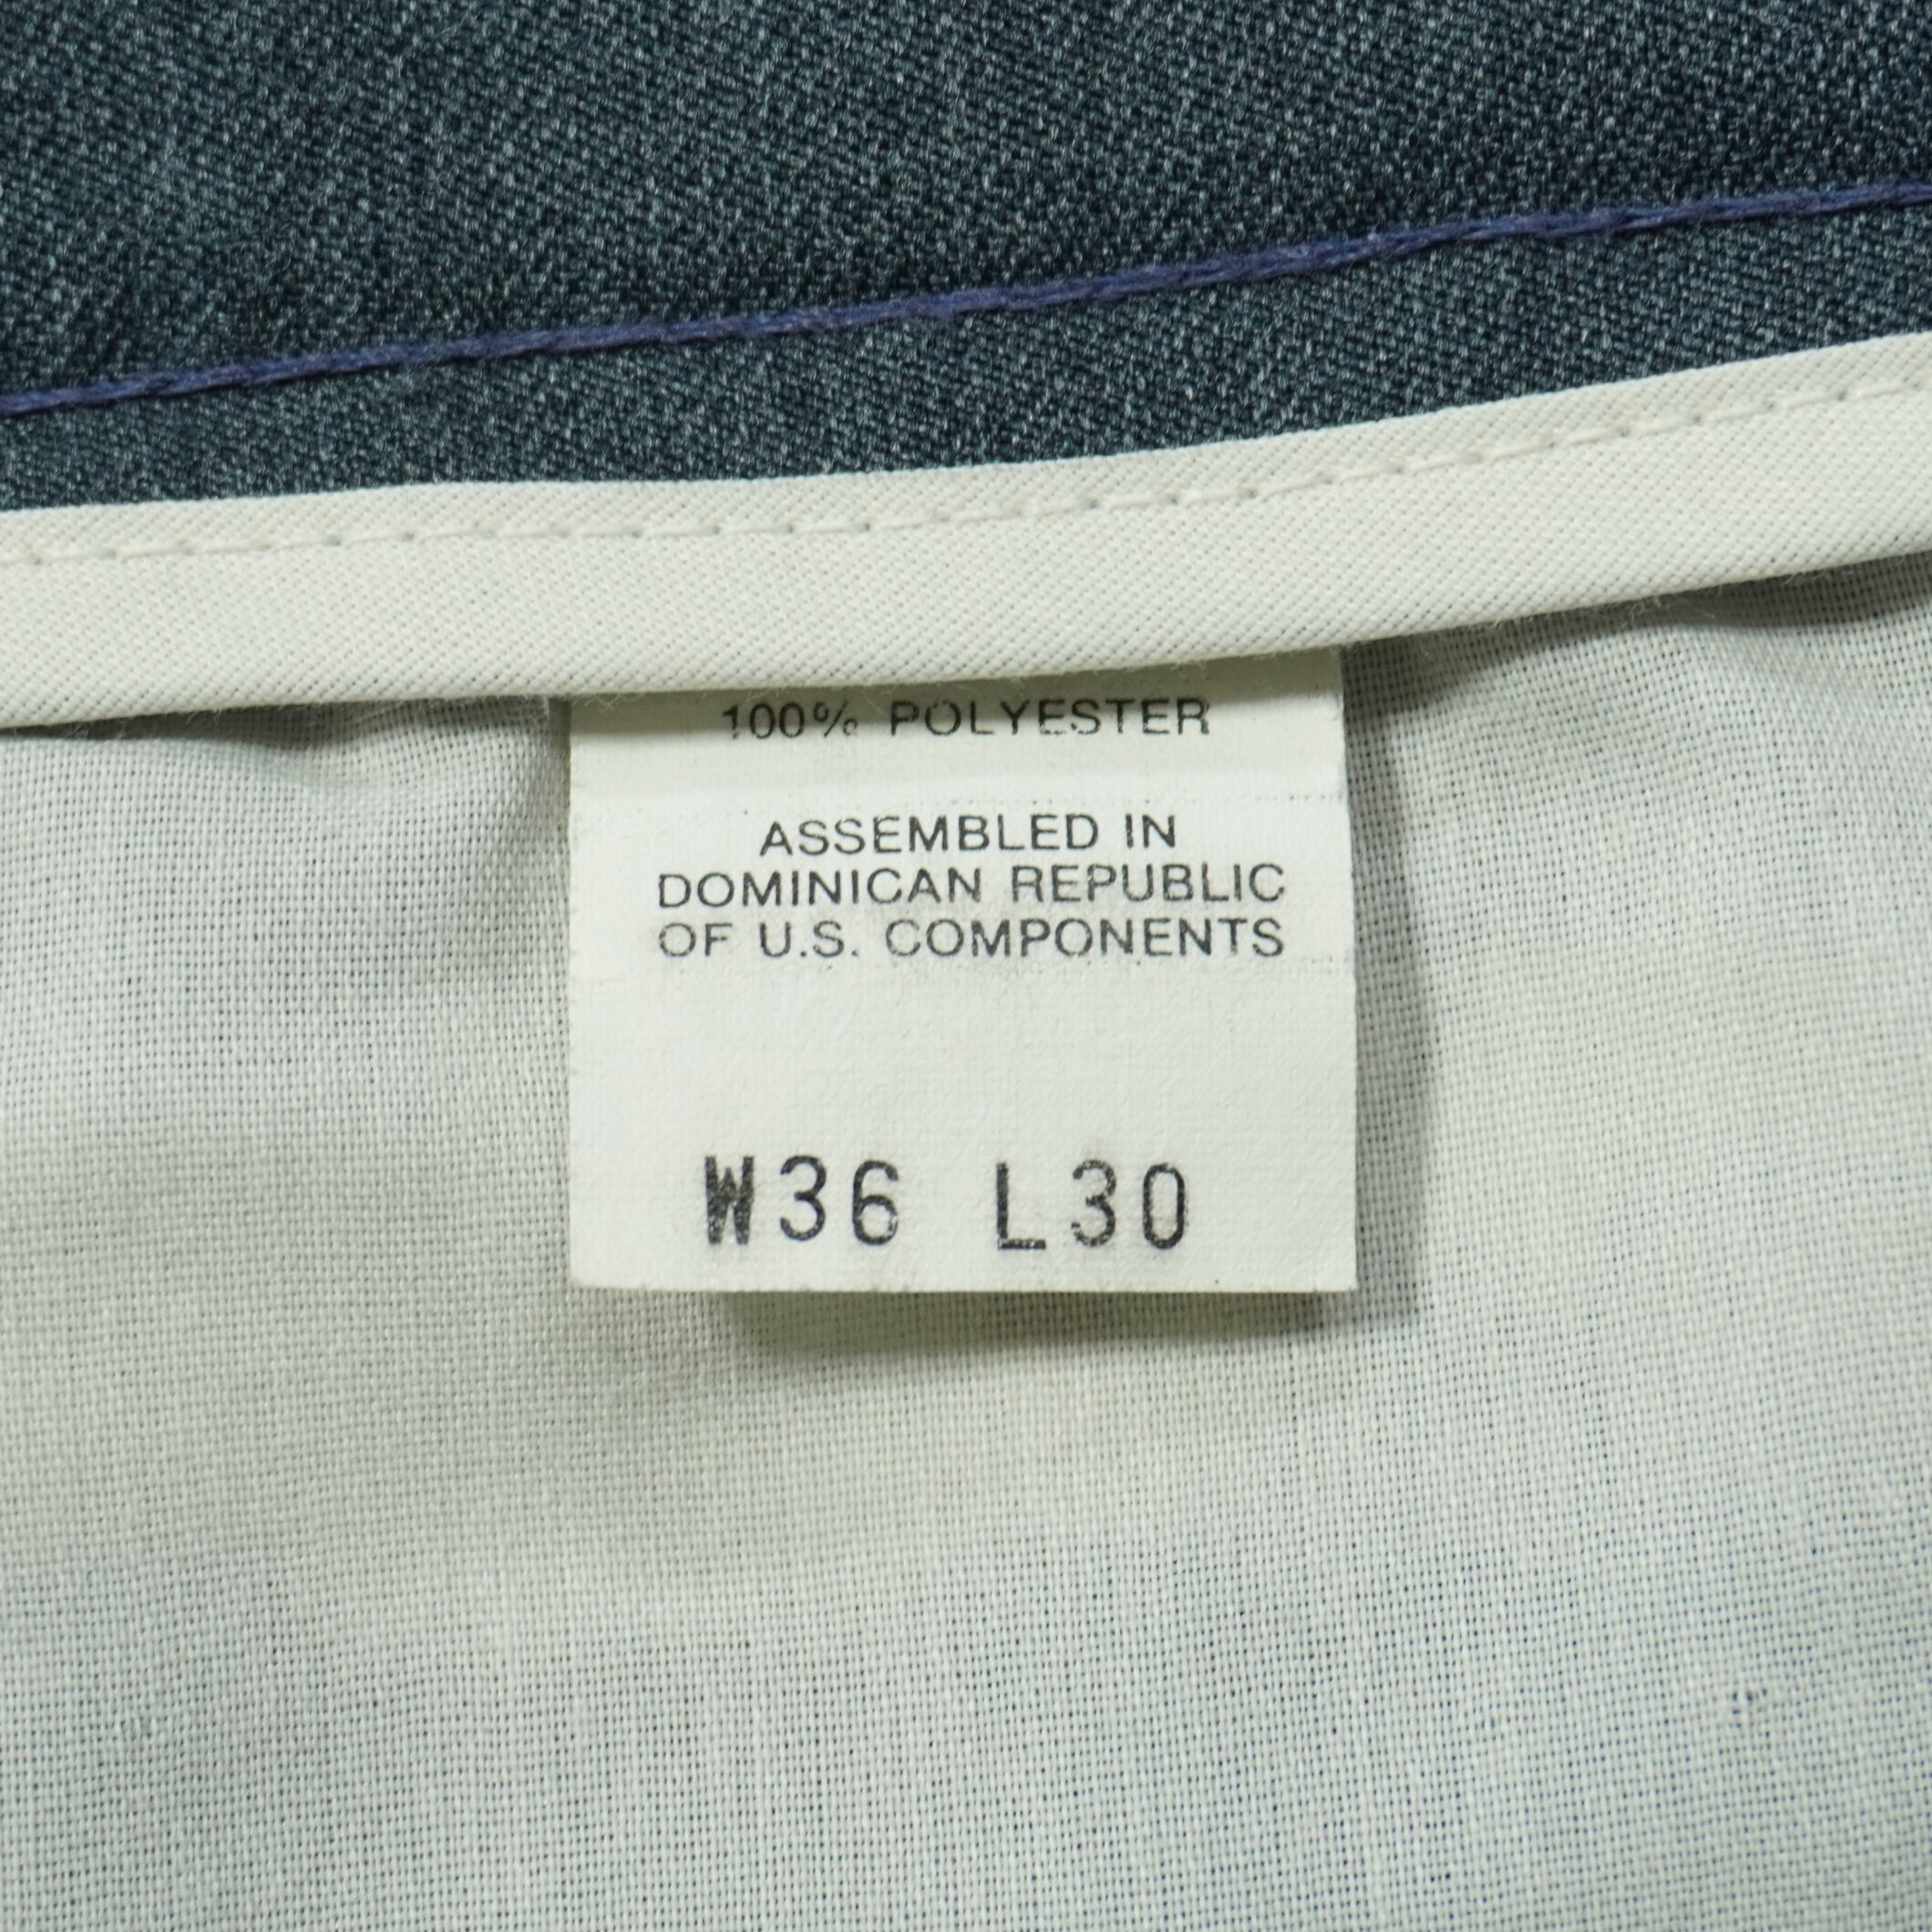 100% POLYESTER
ASSEMBLED IN
DOMINICAN REPUBLIC
OF U.S. COMPONENTS
W36 L30